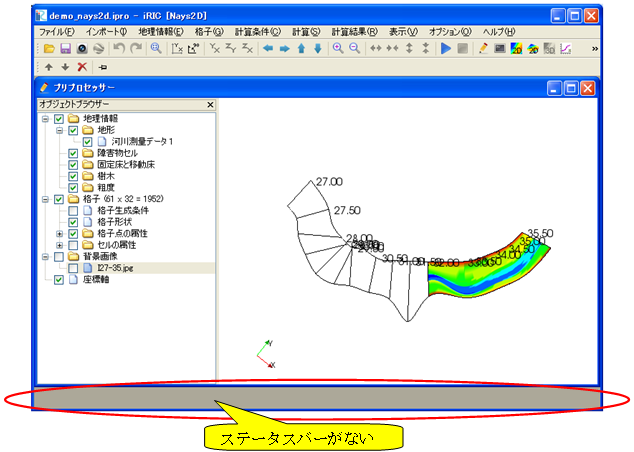 demo_nays2d.ipro - iRIC [Nays2D]
ファイル(F) インポート(I) 地理情報(E) 格子(G) 計算条件(C) 計算(S) 計算結果(R) 表示(V) オプション(O) ヘルプ(H)
プリプロセッサー
オブジェクトブラウザー
地理情報
地形
河川測量データ1
障害物セル
固定床と移動床
樹木
粗度
格子 (61 x 32 = 1952)
格子生成条件
格子形状
格子点の属性
セルの属性
背景画像
I27-35.jpg
座標軸
27.00
27.50
28.00
30.50
35.50
35.00
34.50
34.00
Y
X
ステータスバーがない